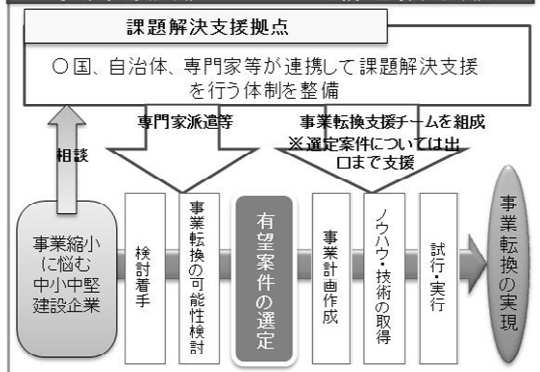 課題解決支援拠点
○国、自治体、専門家等が連携して課題解決支援
を行う体制を整備
専門家派遣等
事業転換支援チームを組成
※選定案件については出
口まで支援
相談
事業縮小
に悩む
中小中堅
建設企業
検討着手
事業転換の可能性検討
有望案件の選定
事業計画作成
ノウハウ・技術の取得
試行・実行
事業転換の実現